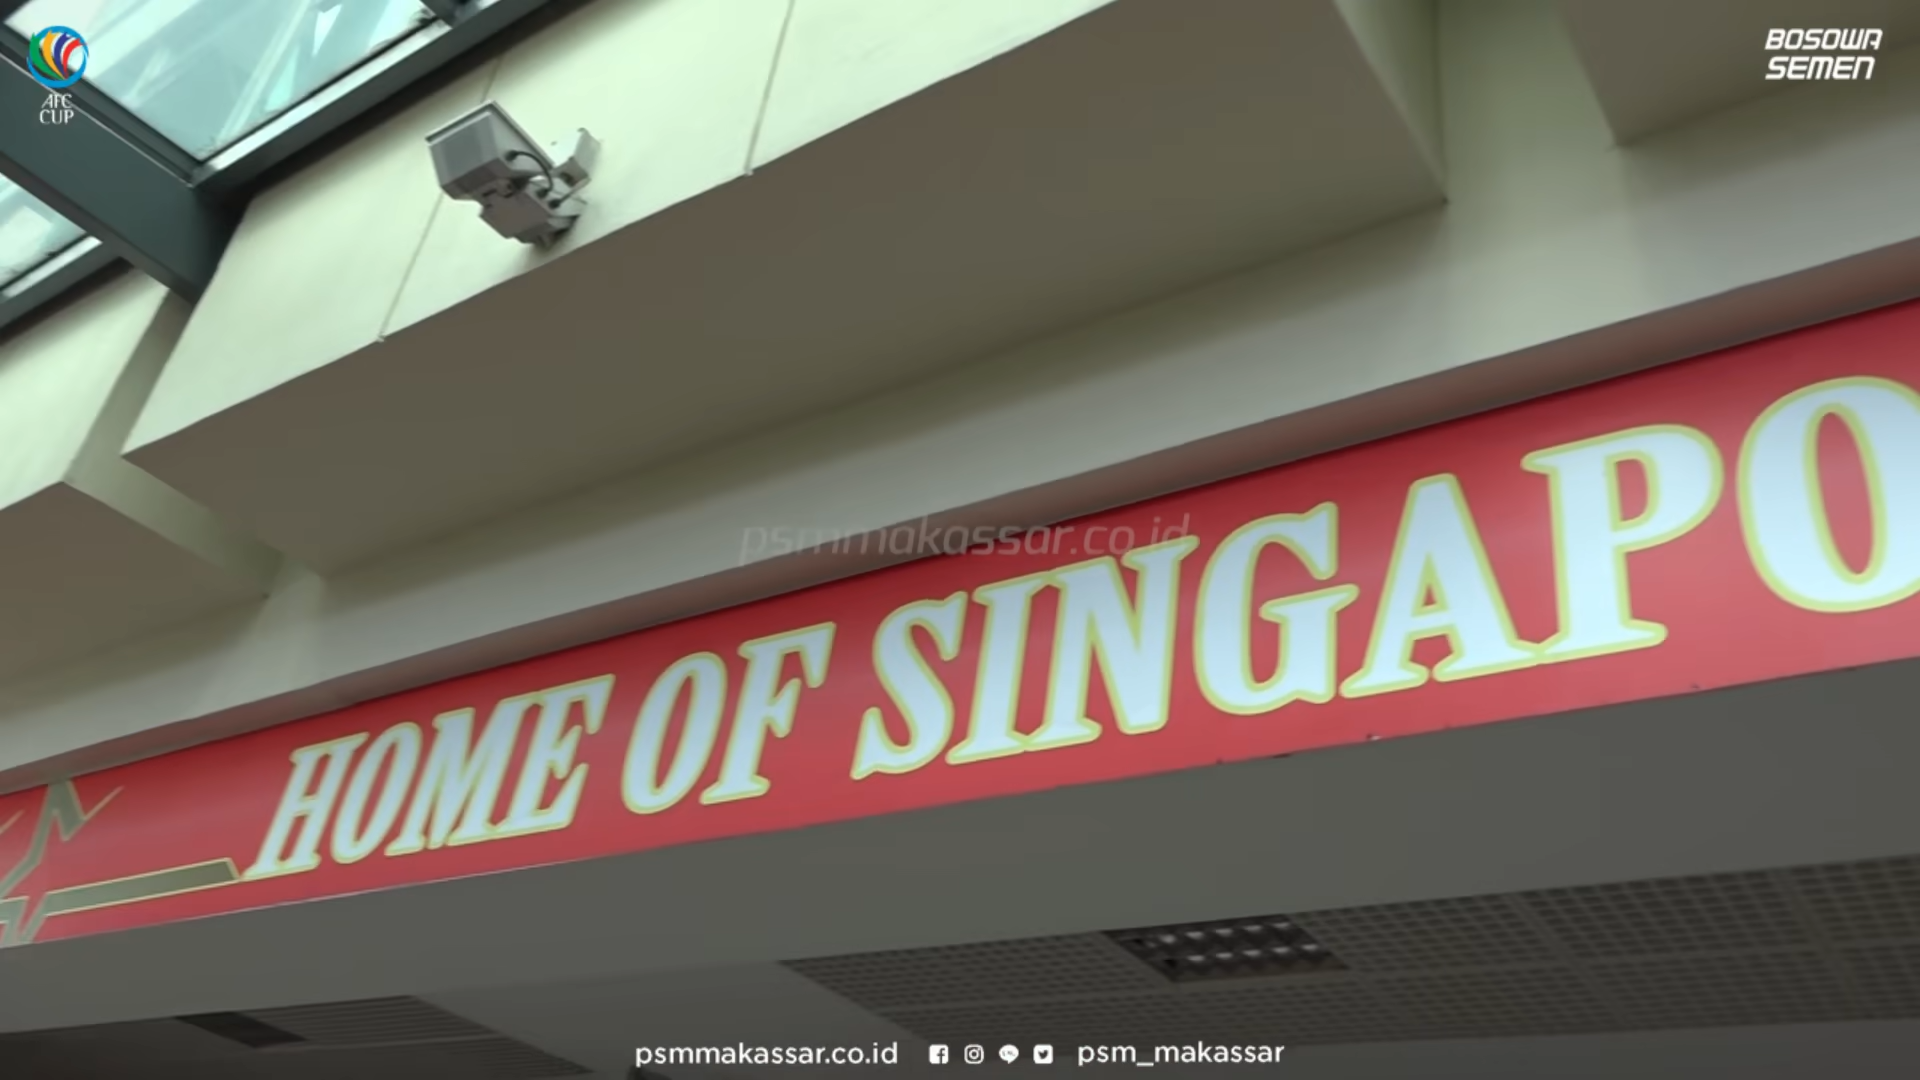 AFC
CUP
BOSOWA
SEMEN
psmmakassar.co.id
HOME OF SINGAPO
psmmakassar.co.id psm_makassar